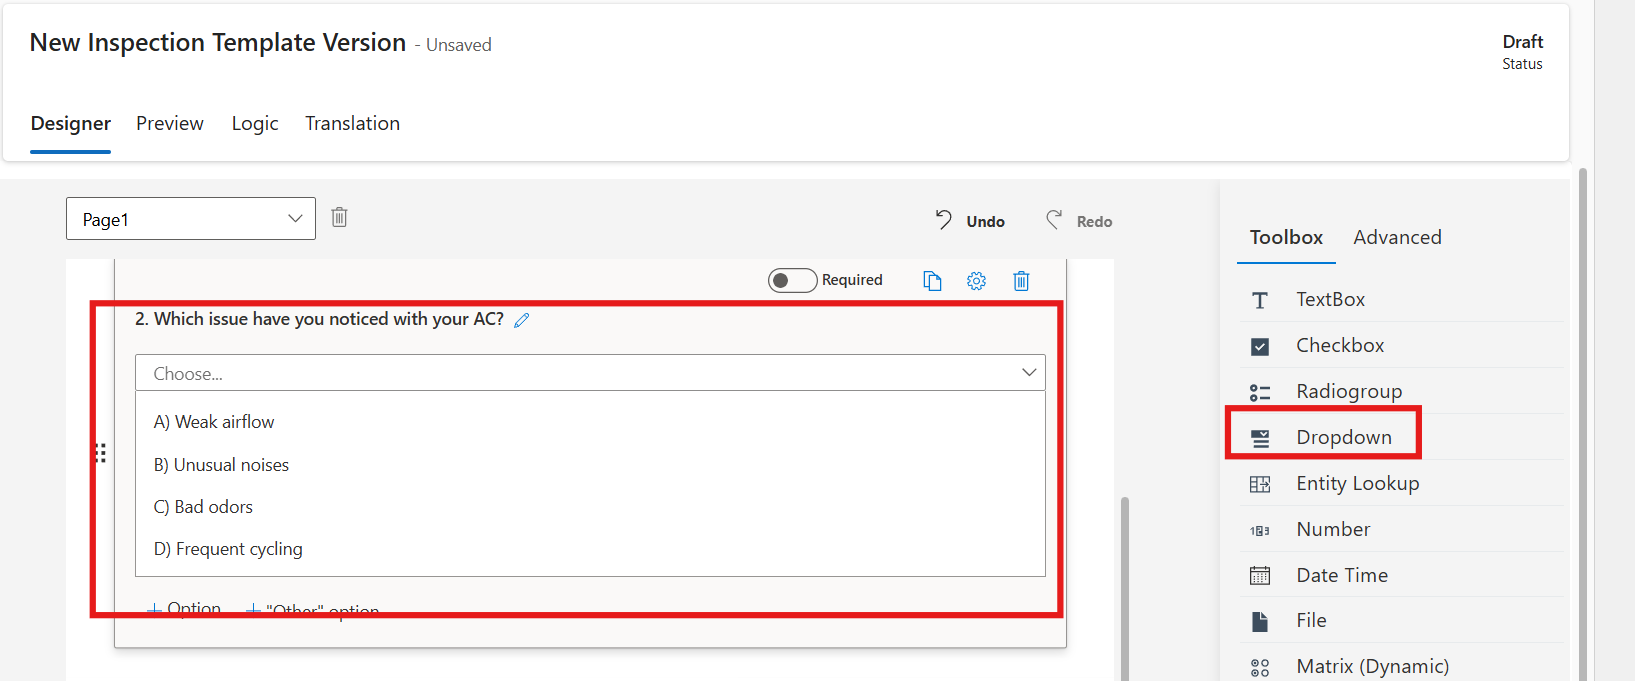 New Inspection Template Version - Unsaved
Draft
Status
Designer Preview Logic Translation
Page1
Undo Redo
Required
2. Which issue have you noticed with your AC?
Choose...
A) Weak airflow
B) Unusual noises
C) Bad odors
D) Frequent cycling
+ Option + "Other" option
Toolbox Advanced
TextBox
Checkbox
Radiogroup
Dropdown
Entity Lookup
Number
Date Time
File
Matrix (Dynamic)